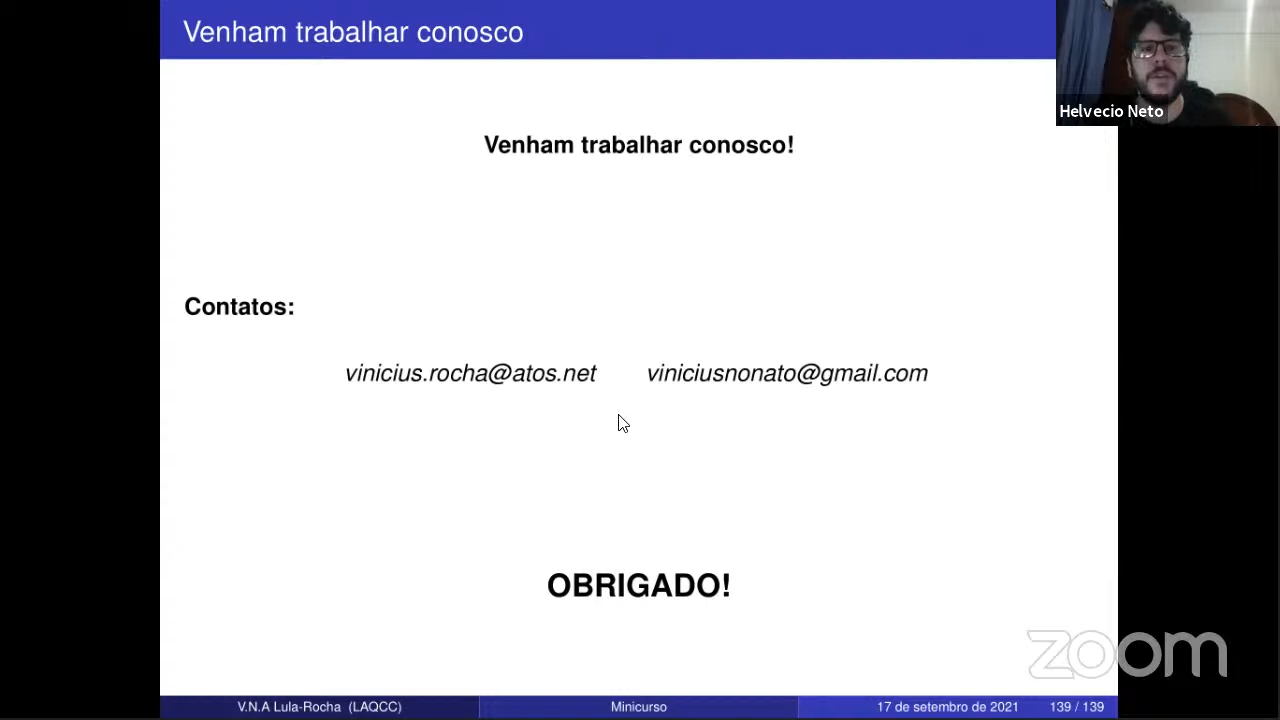 Venham trabalhar conosco
Helvecio Neto
Venham trabalhar conosco!
Contatos:
vinicius.rocha@atos.net viniciusnonato@gmail.com
OBRIGADO!
zoom
V.N.A Lula-Rocha (LAQCC) Minicurso 17 de setembro de 2021 139 / 139